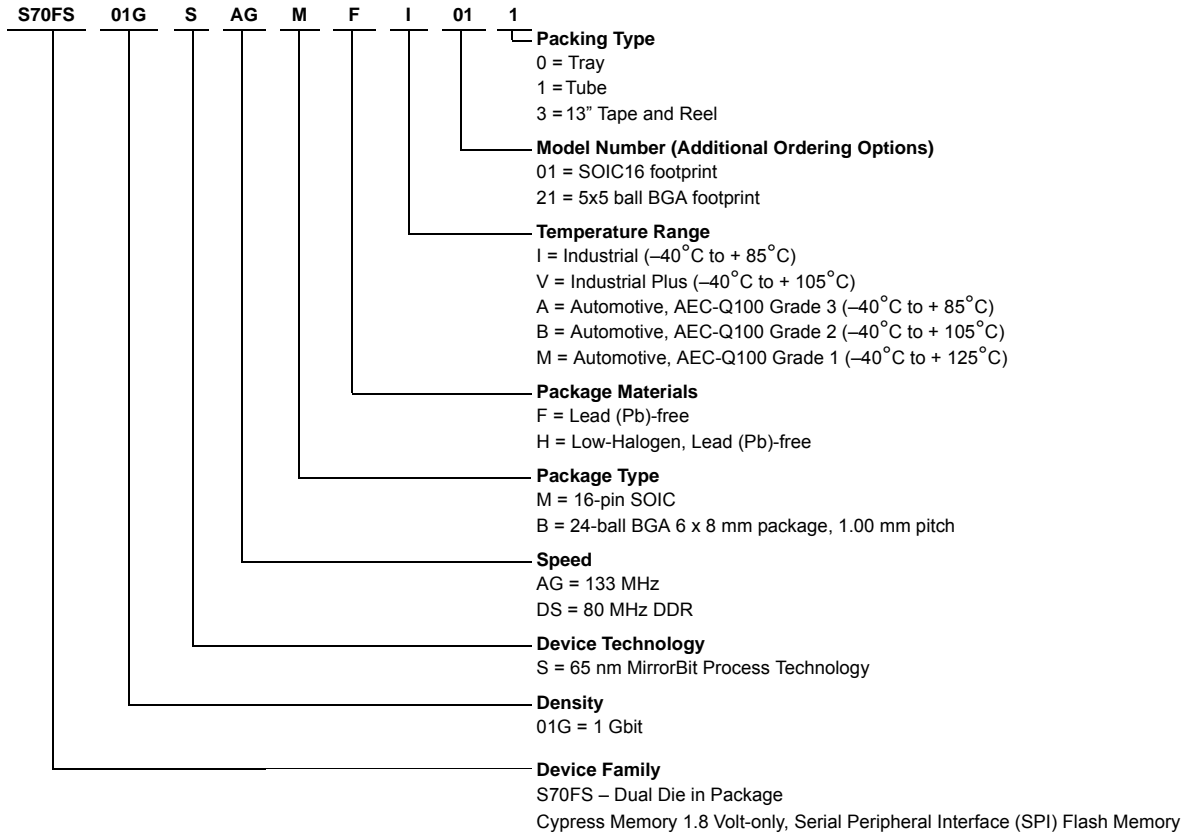 S70FS 01G S AG M F I 01 1
Packing Type
0 = Tray
1 = Tube
3 = 13” Tape and Reel
Model Number (Additional Ordering Options)
01 = SOIC16 footprint
21 = 5x5 ball BGA footprint
Temperature Range
I = Industrial (–40°C to + 85°C)
V = Industrial Plus (–40°C to + 105°C)
A = Automotive, AEC-Q100 Grade 3 (–40°C to + 85°C)
B = Automotive, AEC-Q100 Grade 2 (–40°C to + 105°C)
M = Automotive, AEC-Q100 Grade 1 (–40°C to + 125°C)
Package Materials
F = Lead (Pb)-free
H = Low-Halogen, Lead (Pb)-free
Package Type
M = 16-pin SOIC
B = 24-ball BGA 6 x 8 mm package, 1.00 mm pitch
Speed
AG = 133 MHz
DS = 80 MHz DDR
Device Technology
S = 65 nm MirrorBit Process Technology
Density
01G = 1 Gbit
Device Family
S70FS – Dual Die in Package
Cypress Memory 1.8 Volt-only, Serial Peripheral Interface (SPI) Flash Memory